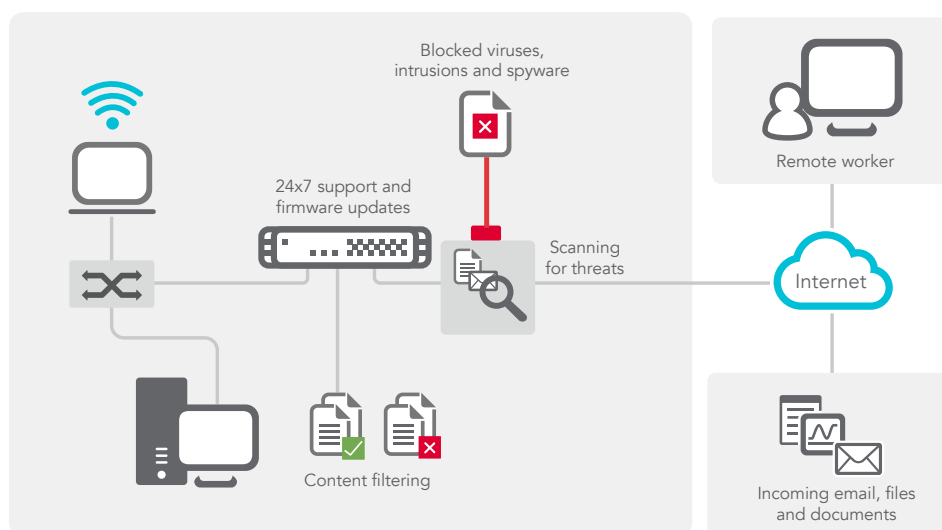 Blocked viruses,
intrusions and spyware
Remote worker
24x7 support and
firmware updates
Scanning
for threats
Internet
Content filtering
Incoming email, files
and documents